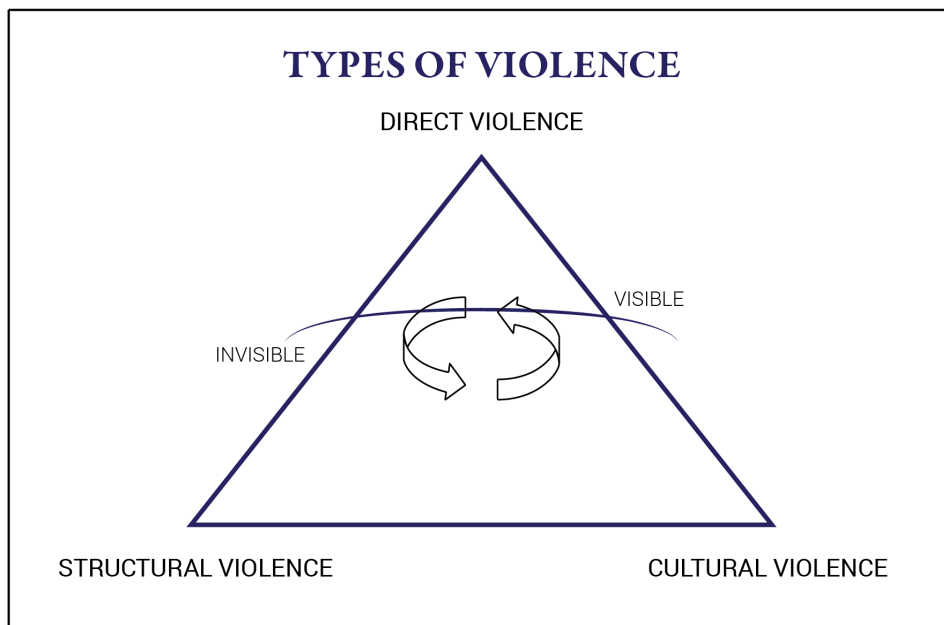 TYPES OF VIOLENCE
DIRECT VIOLENCE
VISIBLE
INVISIBLE
STRUCTURAL VIOLENCE
CULTURAL VIOLENCE